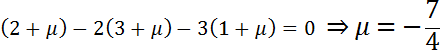 (2 + μ) − 2(3 + μ) − 3(1 + μ) = 0 ⇒ μ = −7/4